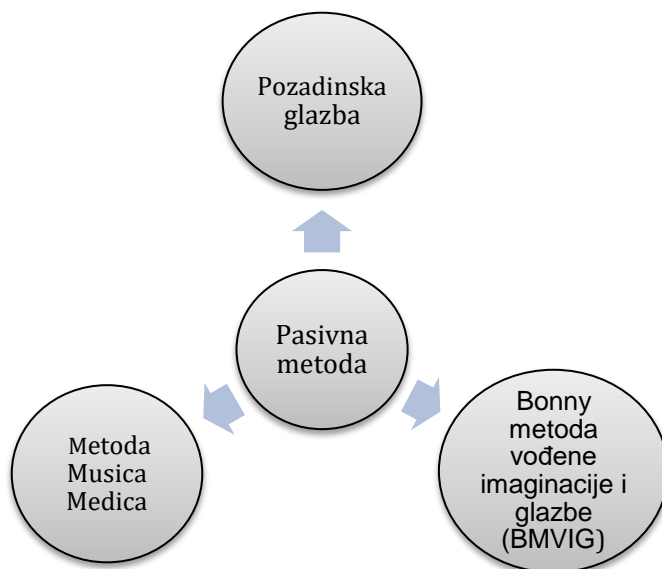 Pozadinska
glazba
Pasivna
metoda
Metoda
Musica
Medica
Bonny
metoda
vođene
imaginacije i
glazbe
(BMVIG)